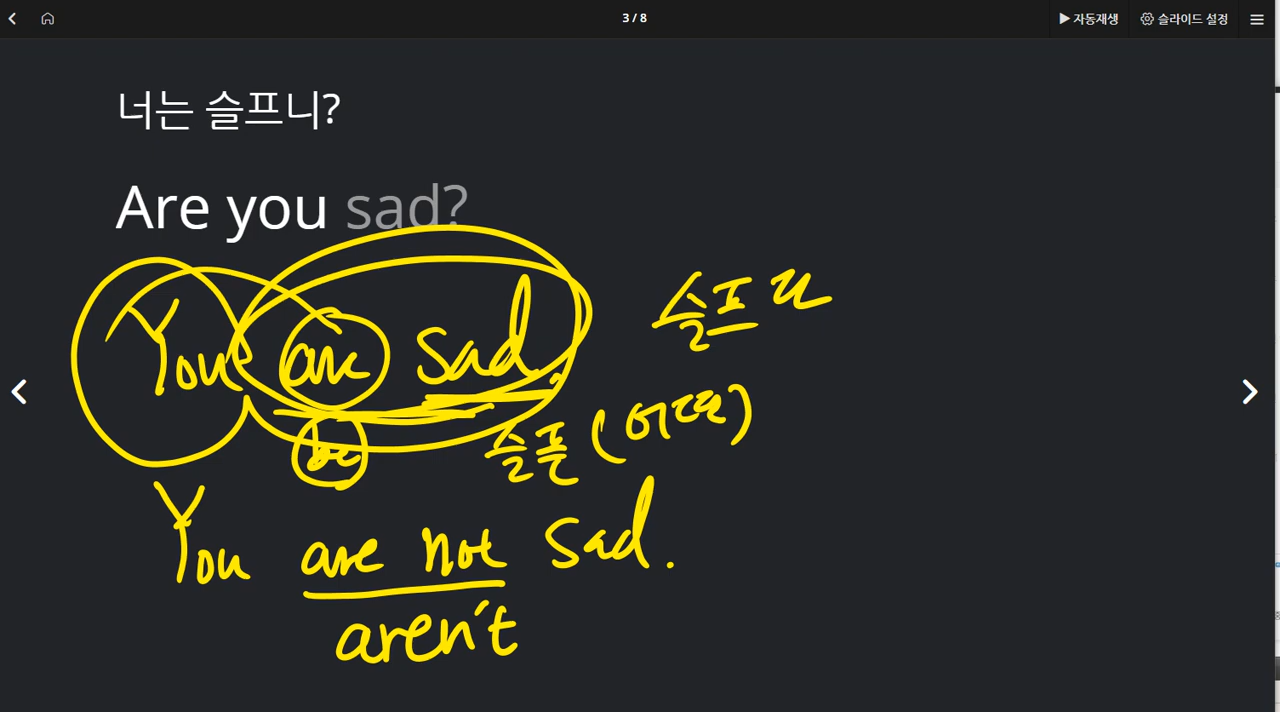 3 / 8
▶ 자동재생
슬라이드 설정
너는 슬프니?
Are you sad?
You are sad.
슬프다
be
슬픈 (어떤)
You are not sad.
aren't